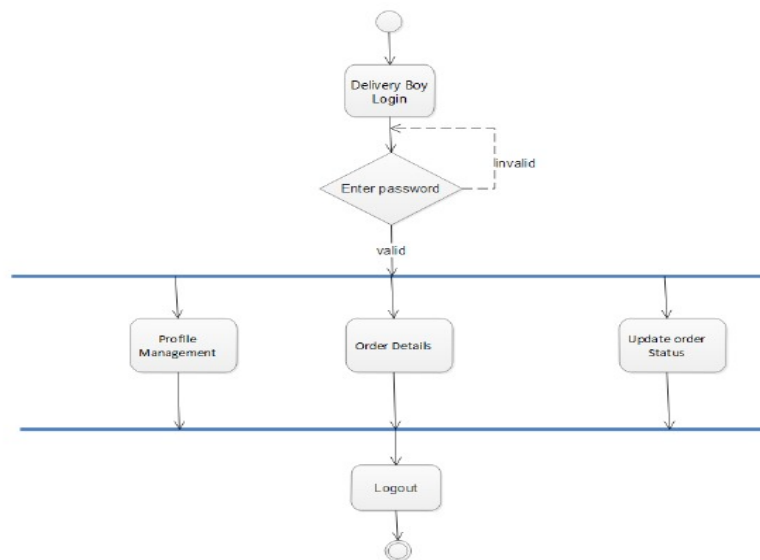 Delivery Boy
Login
invalid
Enter password
valid
Profile
Management
Order Details
Update order
Status
Logout